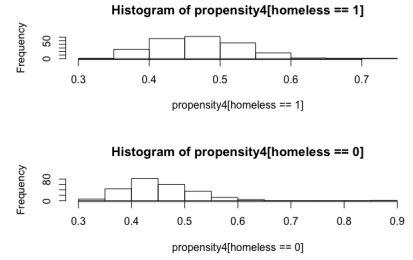 Histogram of propensity4[homeless == 1]
Frequency
0 50
0.3 0.4 0.5 0.6 0.7
propensity4[homeless == 1]
Histogram of propensity4[homeless == 0]
Frequency
0 80
0.3 0.4 0.5 0.6 0.7 0.8 0.9
propensity4[homeless == 0]